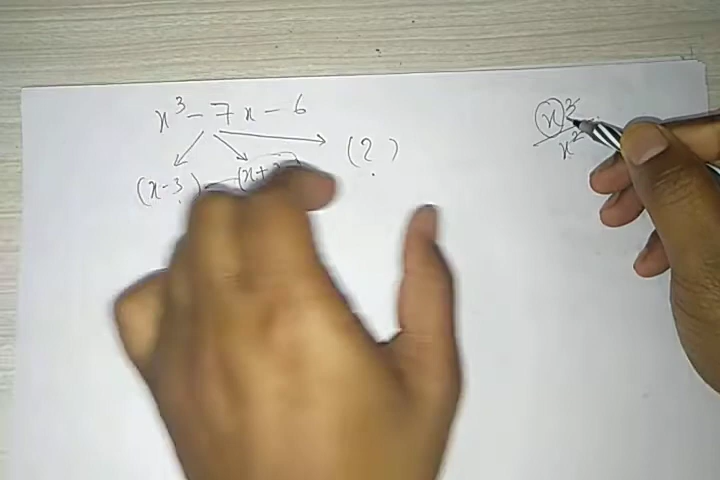 x³ - 7x - 6
(x-3) (x+ (?)
x³
x²